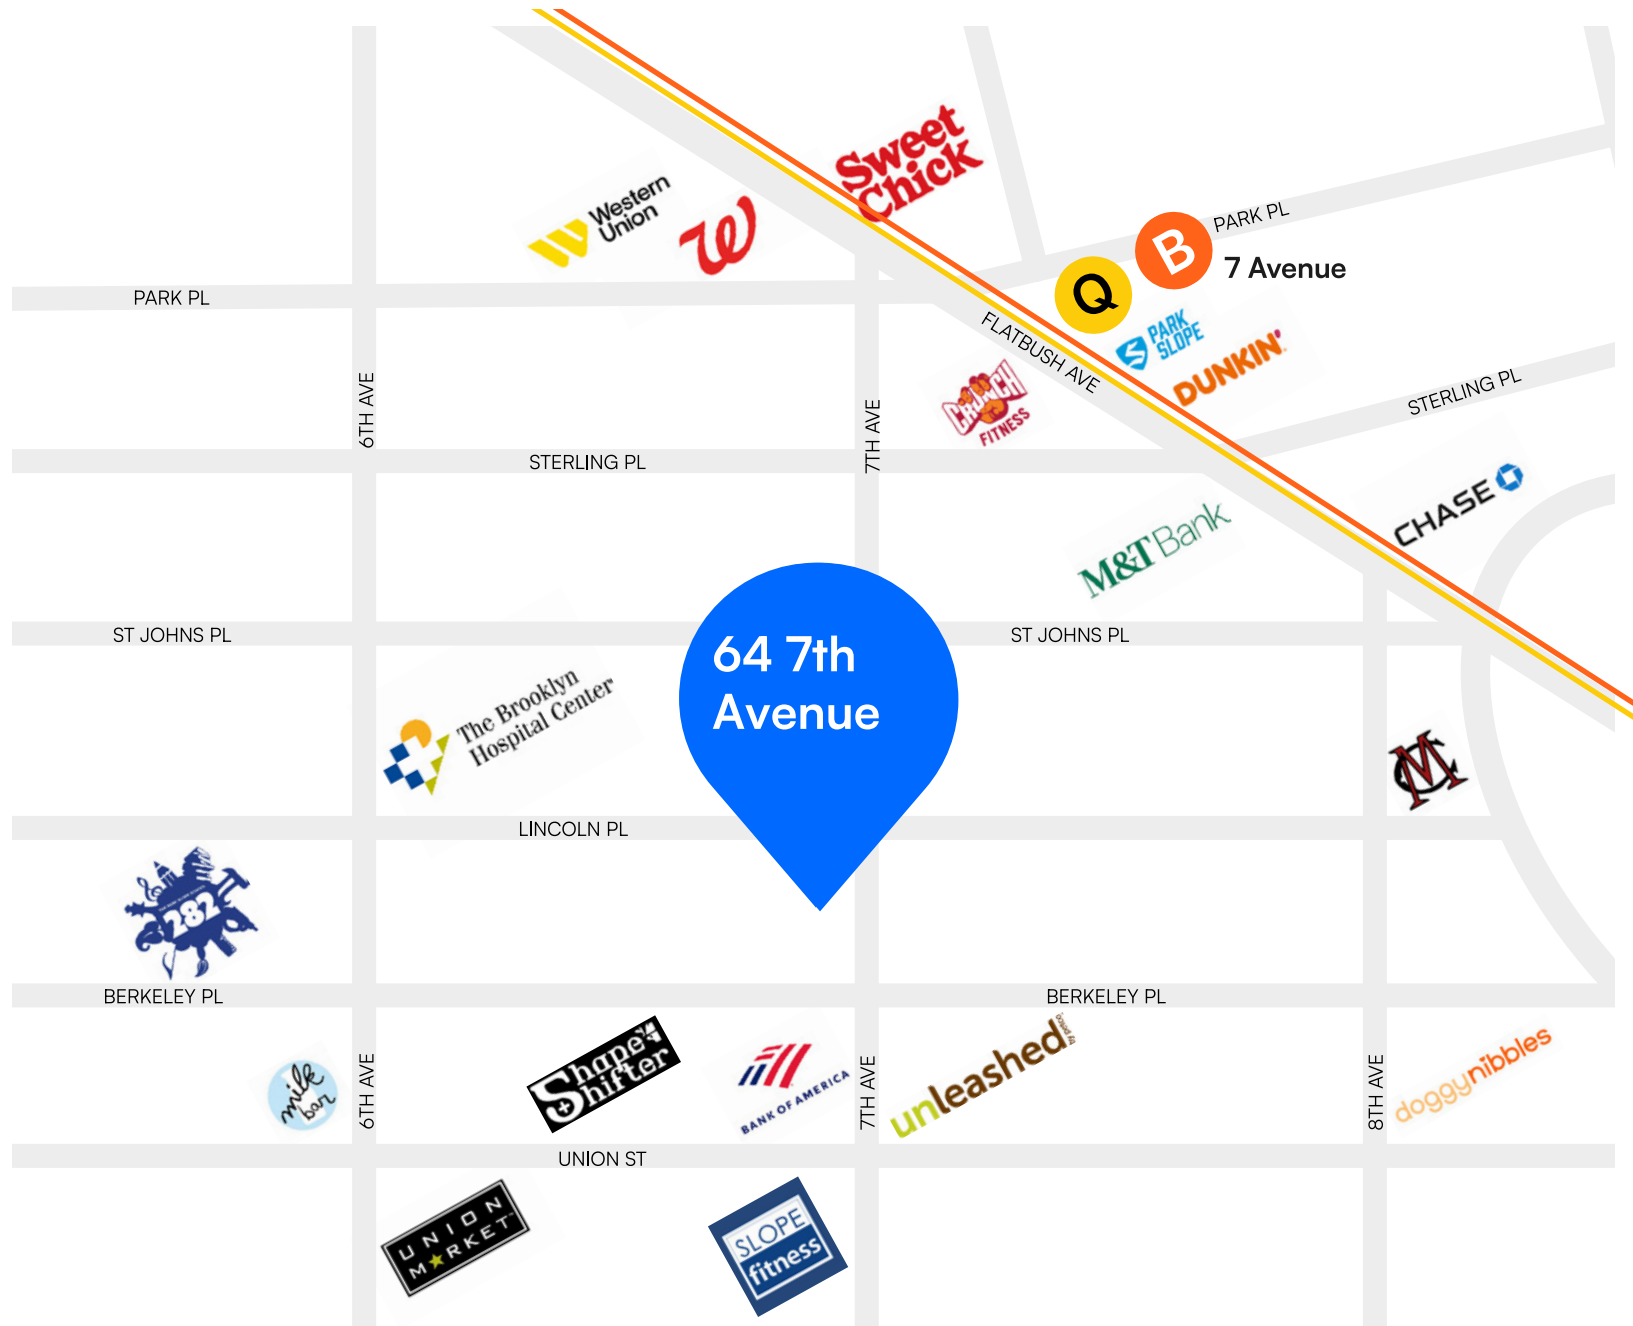 Sweet
Chick
Western
Union
PARK PL
B
7 Avenue
Q
PARK PL
FLATBUSH AVE
PARK
SLOPE
DUNKIN'
CRUNCH
FITNESS
STERLING PL
6TH AVE
7TH AVE
STERLING PL
CHASE
M&T Bank
ST JOHNS PL
ST JOHNS PL
64 7th
Avenue
The Brooklyn
Hospital Center
MC
LINCOLN PL
282
BERKELEY PL
BERKELEY PL
Shape
Shifter
unleashed
by petco
doggynibbles
milk
bar
6TH AVE
BANK OF AMERICA
7TH AVE
8TH AVE
UNION ST
UNION
MARKET
SLOPE
fitness